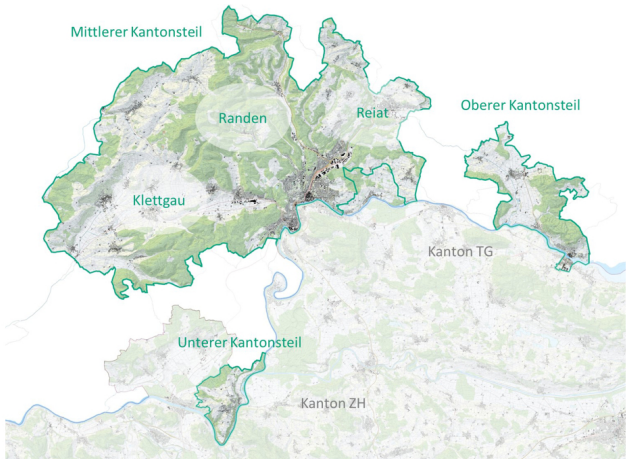 Mittlerer Kantonsteil
Oberer Kantonsteil
Randen
Reiat
Klettgau
Kanton TG
Unterer Kantonsteil
Kanton ZH